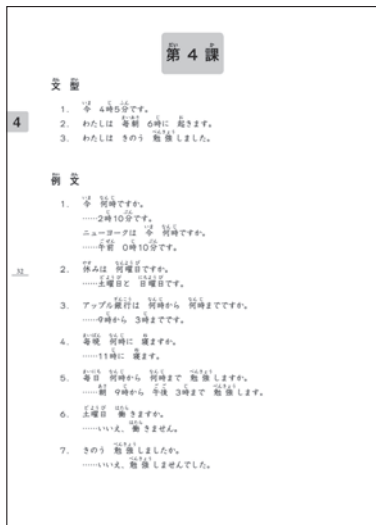 第4課
文型
4
1. 今 4時5分です。
2. わたしは 毎朝 6時に 起きます。
3. わたしは きのう 勉強しました。
例文
1. 今 何時ですか。
……2時10分です。
ニューヨークは 今 何時ですか。
……午前 0時10分です。
32
2. 休みは 何曜日ですか。
……土曜日と 日曜日です。
3. アップル銀行は 何時から 何時までですか。
……9時から 3時までです。
4. 毎晩 何時に 寝ますか。
……11時に 寝ます。
5. 毎日 何時から 何時まで 勉強しますか。
……朝 9時から 午後 3時まで 勉強します。
6. 土曜日 働きますか。
……いいえ、働きません。
7. きのう 勉強しましたか。
……いいえ、勉強しませんでした。